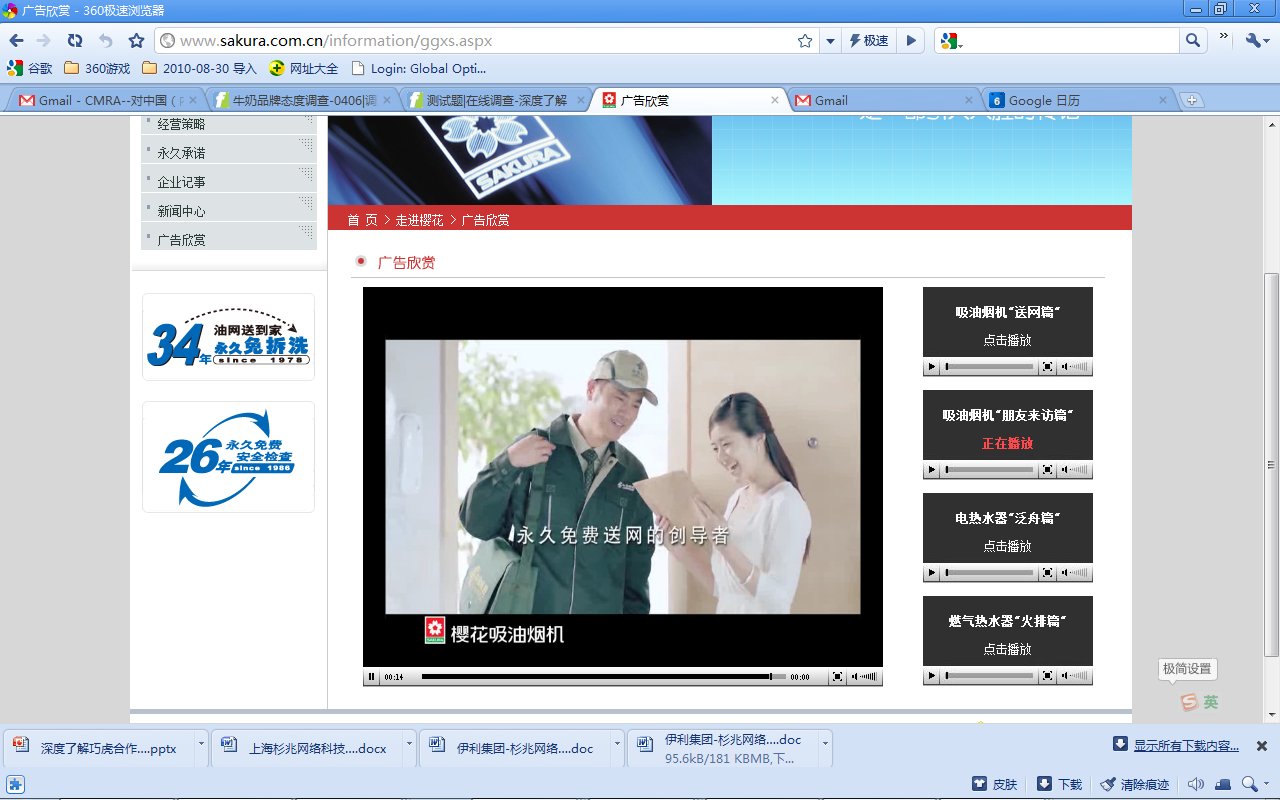 广告欣赏 - 360极速浏览器
www.sakura.com.cn/information/ggxs.aspx
极速
谷歌
360游戏
2010-08-30 导入
网址大全
Login: Global Opti...
Gmail - CMRA--对中国
牛奶品牌态度调查-0406|调
测试题|在线调查-深度了解
广告欣赏
Gmail
6
Google 日历
经营策略
永久承诺
企业记事
新闻中心
广告欣赏
SAKURA
首 页 > 走进樱花 > 广告欣赏
广告欣赏
34年
油网送到家
永久免拆洗
since 1978
26年
永久免费
安全检查
since 1986
永久免费送网的创导者
樱花吸油烟机
00:14
00:00
吸油烟机“送网篇”
点击播放
吸油烟机“朋友来访篇”
正在播放
电热水器“泛舟篇”
点击播放
燃气热水器“火排篇”
点击播放
极简设置
英
深度了解巧虎合作....pptx
上海杉兆网络科技....docx
伊利集团-杉兆网络....doc
伊利集团-杉兆网络....doc
95.6kB/181 KBMB,下...
显示所有下载内容...
皮肤
下载
清除痕迹